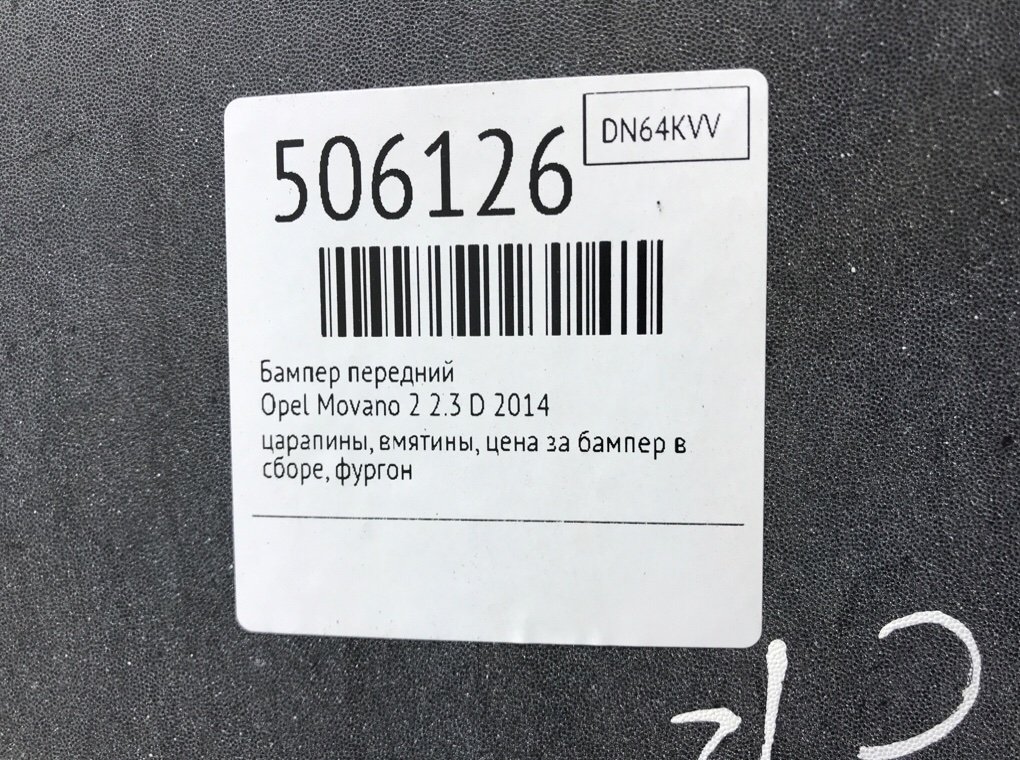 506126
DN64KVV
Бампер передний
Opel Movano 2 2.3 D 2014
царапины, вмятины, цена за бампер в
сборе, фургон